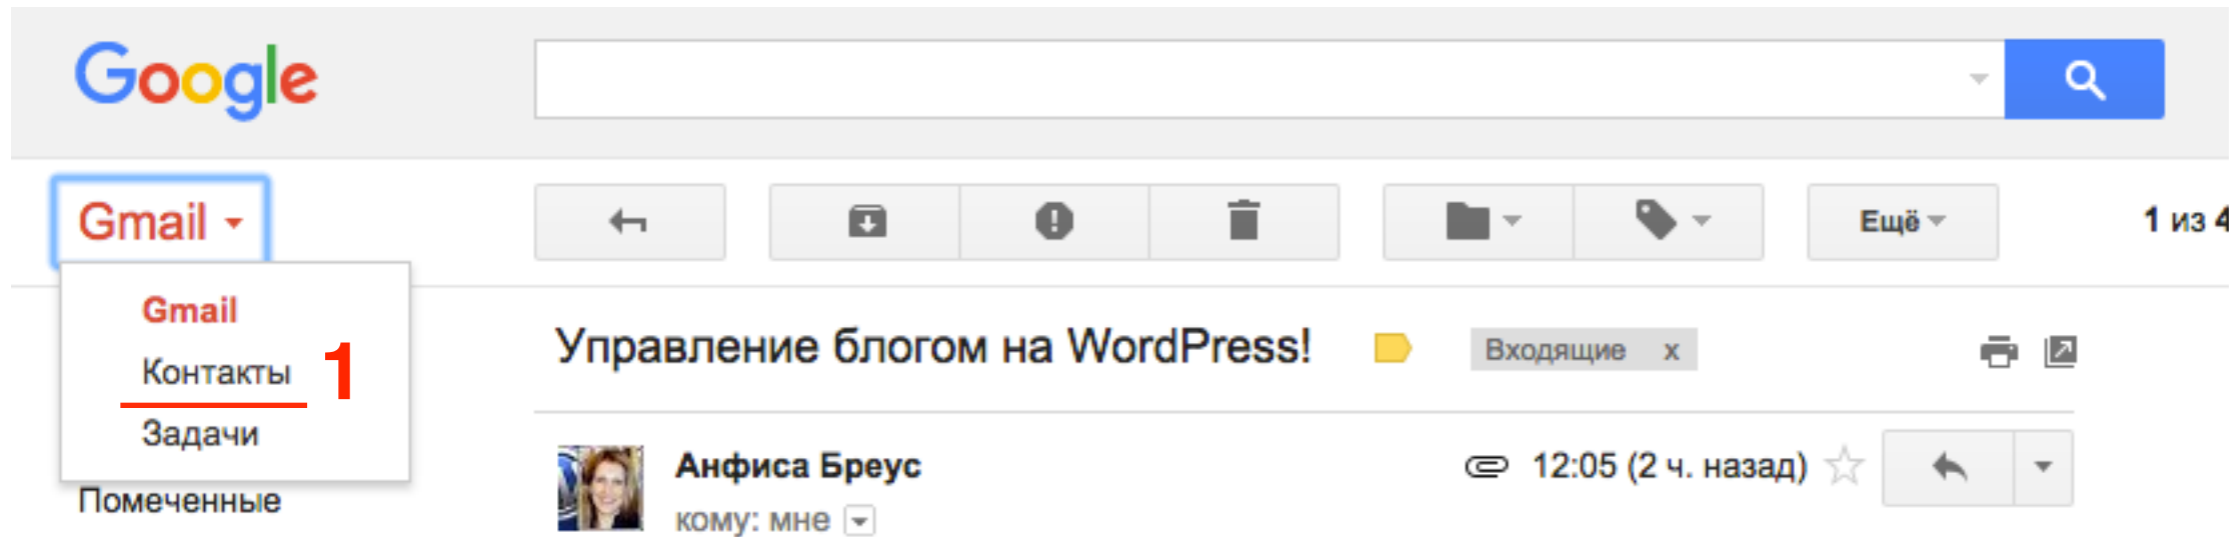 Google
Gmail
Ещё
1 из 4
Gmail
Контакты 1
Задачи
Помеченные
Управление блогом на WordPress!
Входящие x
Анфиса Бреус
12:05 (2 ч. назад)
кому: мне